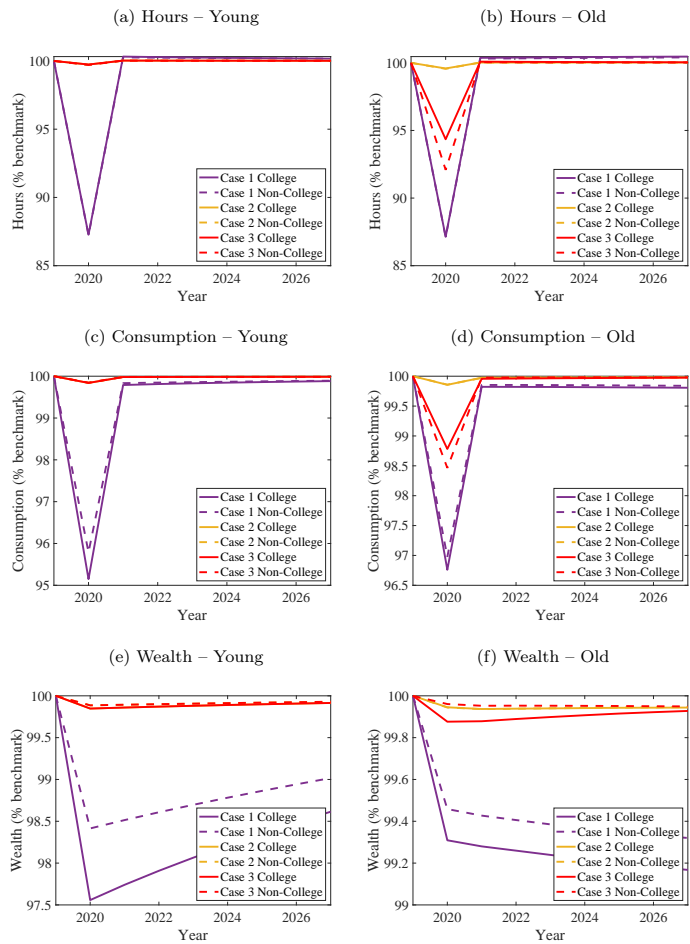 (a) Hours – Young
(b) Hours – Old
100
95
90
85
Hours (% benchmark)
2020
2022
2024
2026
Year
Case 1 College
Case 1 Non-College
Case 2 College
Case 2 Non-College
Case 3 College
Case 3 Non-College
100
95
90
85
Hours (% benchmark)
2020
2022
2024
2026
Year
Case 1 College
Case 1 Non-College
Case 2 College
Case 2 Non-College
Case 3 College
Case 3 Non-College
(c) Consumption – Young
(d) Consumption – Old
100
99
98
97
96
95
Consumption (% benchmark)
2020
2022
2024
2026
Year
Case 1 College
Case 1 Non-College
Case 2 College
Case 2 Non-College
Case 3 College
Case 3 Non-College
100
99.5
99
98.5
98
97.5
97
96.5
Consumption (% benchmark)
2020
2022
2024
2026
Year
Case 1 College
Case 1 Non-College
Case 2 College
Case 2 Non-College
Case 3 College
Case 3 Non-College
(e) Wealth – Young
(f) Wealth – Old
100
99.5
99
98.5
98
97.5
Wealth (% benchmark)
2020
2022
2024
2026
Year
Case 1 College
Case 1 Non-College
Case 2 College
Case 2 Non-College
Case 3 College
Case 3 Non-College
100
99.8
99.6
99.4
99.2
99
Wealth (% benchmark)
2020
2022
2024
2026
Year
Case 1 College
Case 1 Non-College
Case 2 College
Case 2 Non-College
Case 3 College
Case 3 Non-College